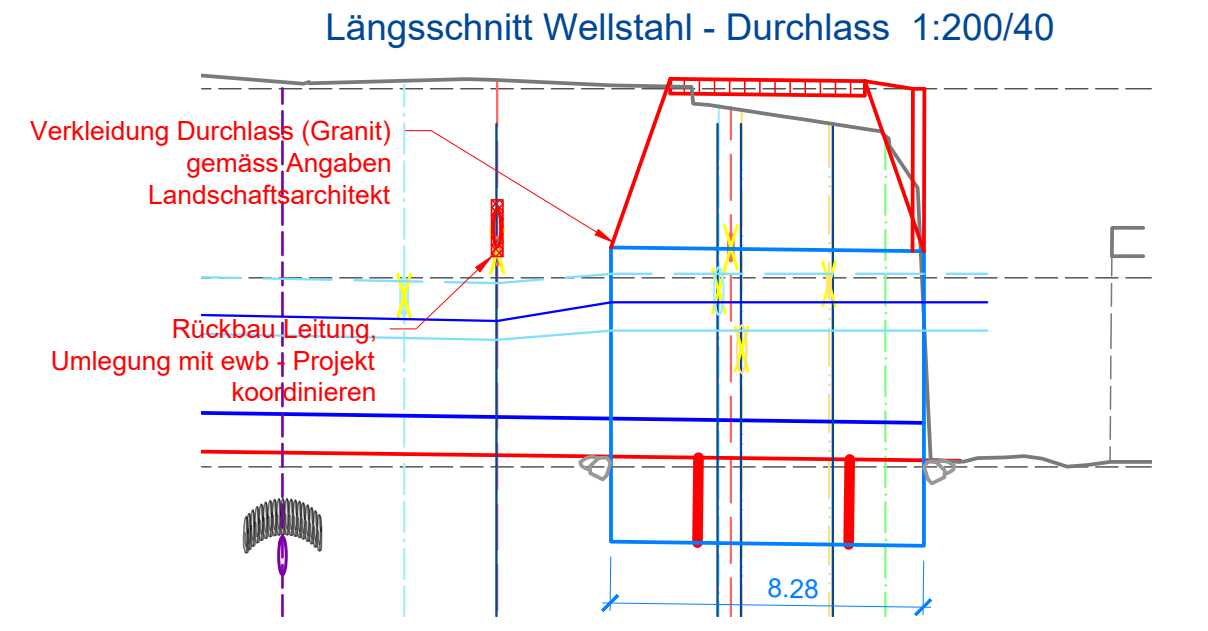 Längsschnitt Wellstahl - Durchlass 1:200/40
Verkleidung Durchlass (Granit)
gemäss Angaben
Landschaftsarchitekt
Rückbau Leitung,
Umlegung mit ewb - Projekt
koordinieren
8.28